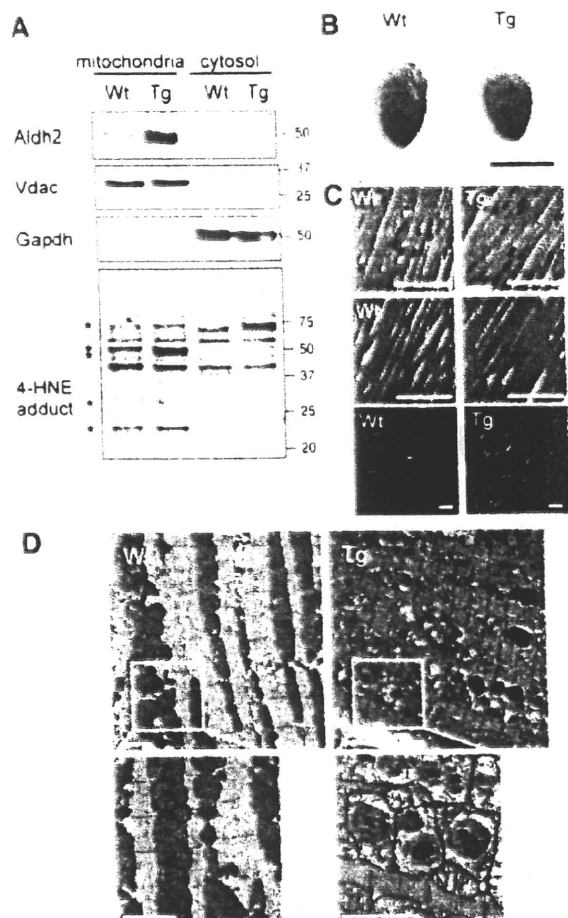 A
mitochondria cytosol
Wt Tg Wt Tg
Aldh2
50
Vdac
37
25
Gapdh
50
4-HNE
adduct
*
*
*
*
*
75
50
37
25
20
B
Wt Tg
C
Wt Tg
Wt
Wt Tg
D
Tg